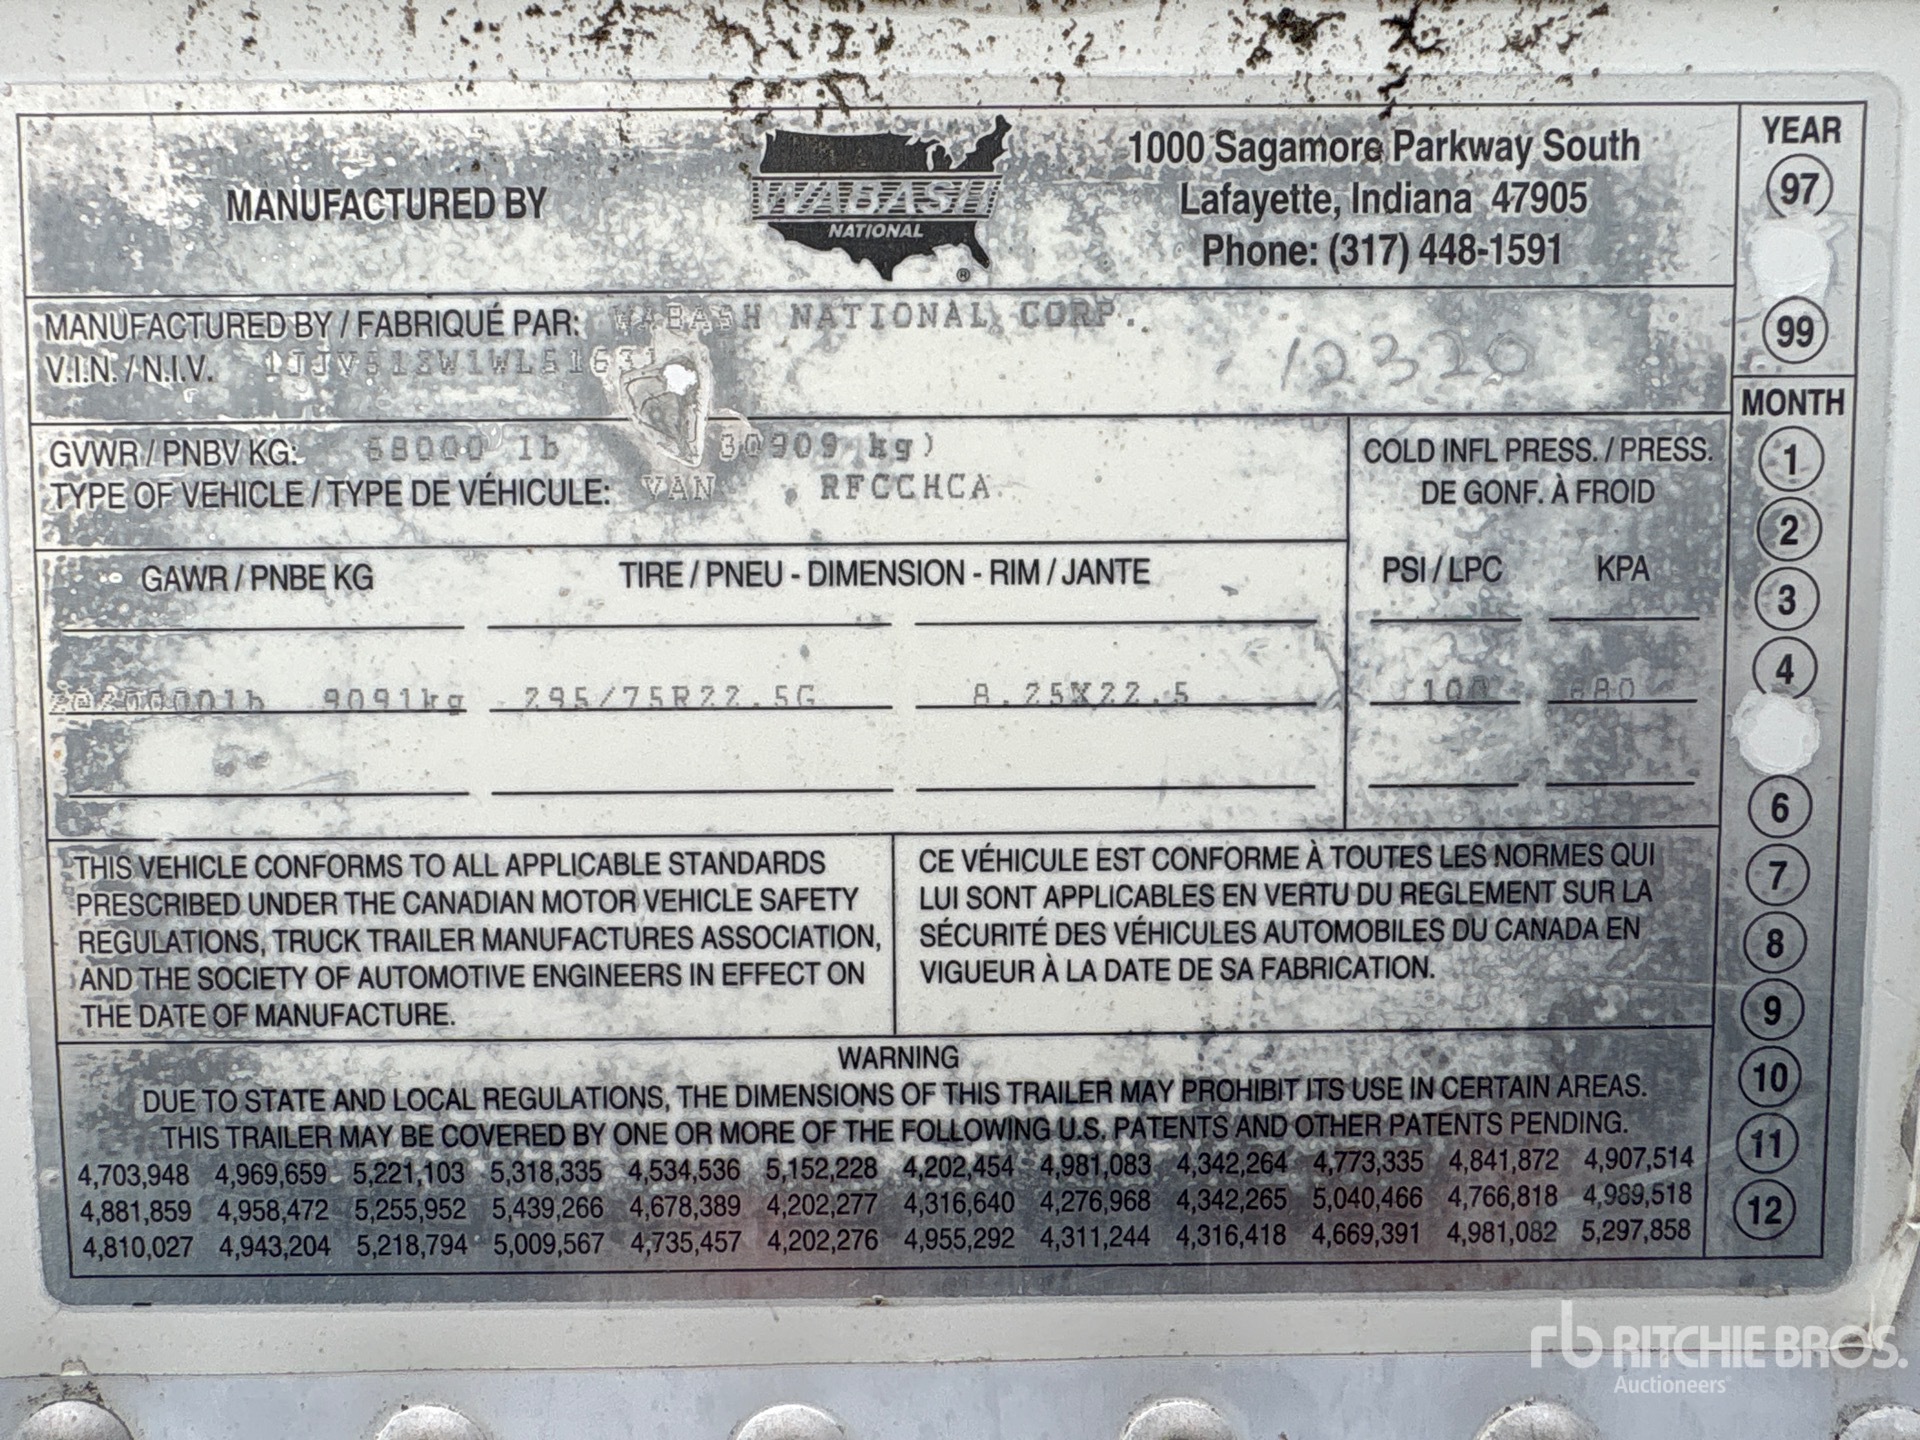 MANUFACTURED BY
WABASH
NATIONAL
®
1000 Sagamore Parkway South
Lafayette, Indiana 47905
Phone: (317) 448-1591
YEAR
97
99
MANUFACTURED BY / FABRIQUÉ PAR: WABASH NATIONAL CORP.
V.I.N. / N.I.V.
12320
GVWR / PNBV KG: 68000 lb 30909 kg)
TYPE OF VEHICLE / TYPE DE VÉHICULE: VAN , RFCCHCA
COLD INFL PRESS. / PRESS.
DE GONF. À FROID
GAWR / PNBE KG TIRE / PNEU - DIMENSION - RIM / JANTE PSI / LPC KPA
9091kg 295/75R22.5G 8.25X22.5 100 680
MONTH
1
2
3
4
6
7
8
9
10
11
12
THIS VEHICLE CONFORMS TO ALL APPLICABLE STANDARDS
PRESCRIBED UNDER THE CANADIAN MOTOR VEHICLE SAFETY
REGULATIONS, TRUCK TRAILER MANUFACTURES ASSOCIATION,
AND THE SOCIETY OF AUTOMOTIVE ENGINEERS IN EFFECT ON
THE DATE OF MANUFACTURE.
CE VÉHICULE EST CONFORME À TOUTES LES NORMES QUI
LUI SONT APPLICABLES EN VERTU DU REGLEMENT SUR LA
SÉCURITÉ DES VÉHICULES AUTOMOBILES DU CANADA EN
VIGUEUR À LA DATE DE SA FABRICATION.
WARNING
DUE TO STATE AND LOCAL REGULATIONS, THE DIMENSIONS OF THIS TRAILER MAY PROHIBIT ITS USE IN CERTAIN AREAS.
THIS TRAILER MAY BE COVERED BY ONE OR MORE OF THE FOLLOWING U.S. PATENTS AND OTHER PATENTS PENDING.
4,703,948 4,969,659 5,221,103 5,318,335 4,534,536 5,152,228 4,202,454 4,981,083 4,342,264 4,773,335 4,841,872 4,907,514
4,881,859 4,958,472 5,255,952 5,439,266 4,678,389 4,202,277 4,316,640 4,276,968 4,342,265 5,040,466 4,766,818 4,989,518
4,810,027 4,943,204 5,218,794 5,009,567 4,735,457 4,202,276 4,955,292 4,311,244 4,316,418 4,669,391 4,981,082 5,297,858
rb RITCHIE BROS.
Auctioneers